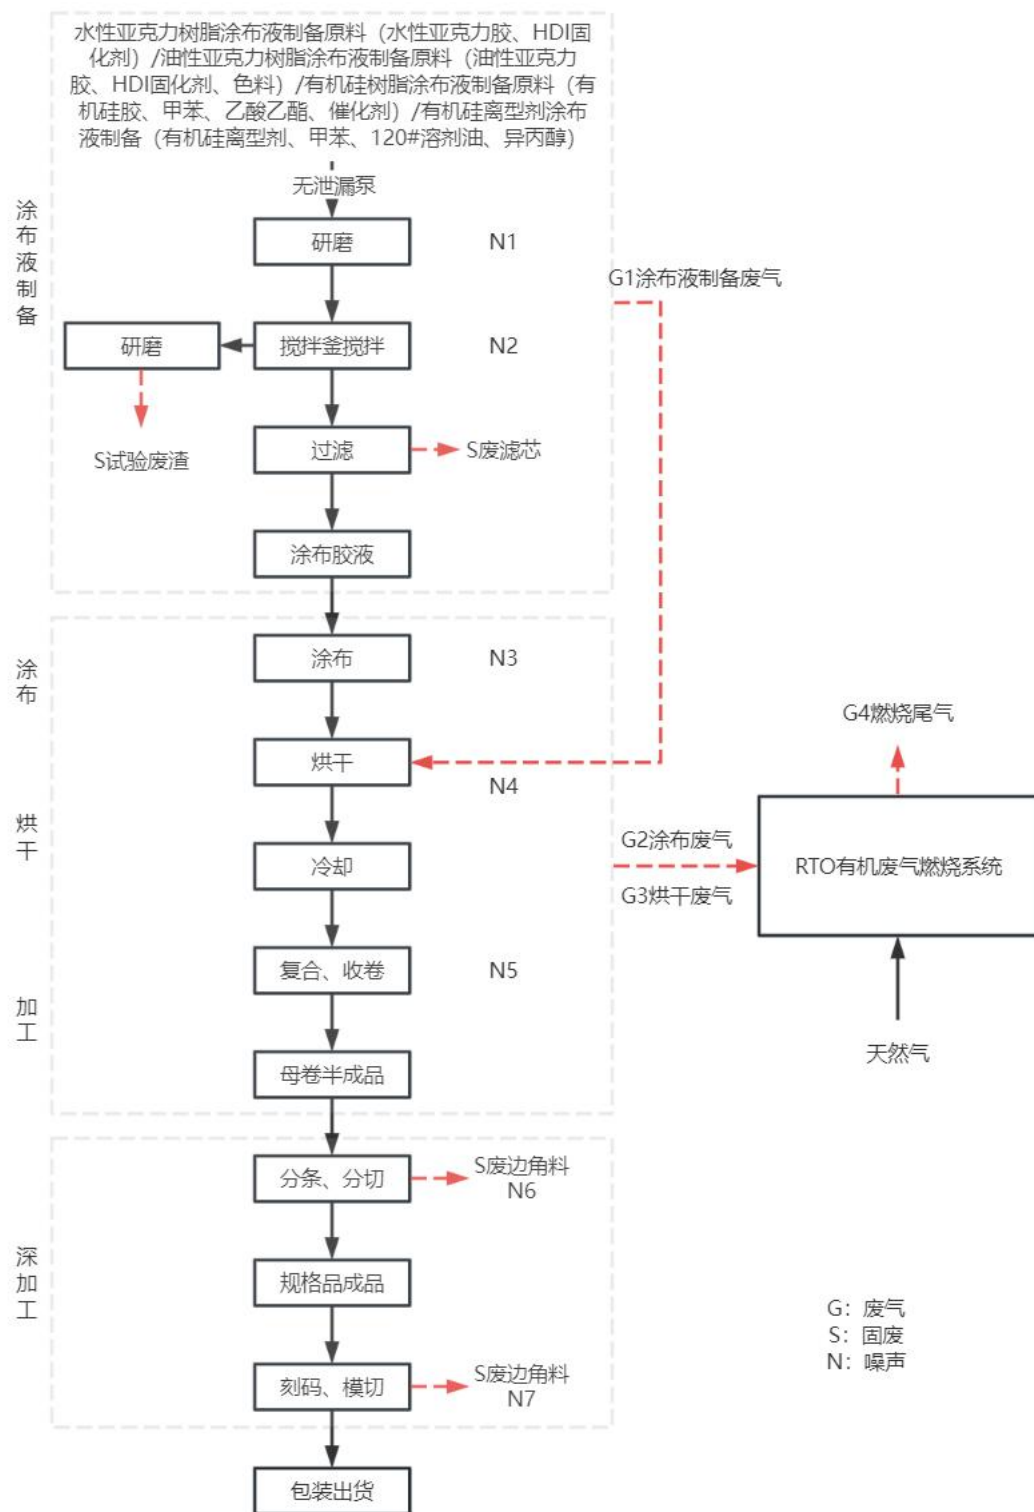 水性亚克力树脂涂布液制备原料（水性亚克力胶、HDI固
化剂）/油性亚克力树脂涂布液制备原料（油性亚克力
胶、HDI固化剂、色料）/有机硅树脂涂布液制备原料（有
机硅胶、甲苯、乙酸乙酯、催化剂）/有机硅离型剂涂布
液制备（有机硅离型剂、甲苯、120#溶剂油、异丙醇）
无泄漏泵
涂布液制备
研磨
N1
G1涂布液制备废气
研磨
搅拌釜搅拌
N2
S试验废渣
过滤
S废滤芯
涂布胶液
涂布
涂布
N3
G4燃烧尾气
烘干
N4
烘干
G2涂布废气
冷却
RTO有机废气燃烧系统
G3烘干废气
复合、收卷
N5
加工
天然气
母卷半成品
分条、分切
S废边角料
N6
深加工
规格品成品
G：废气
S：固废
N：噪声
刻码、模切
S废边角料
N7
包装出货